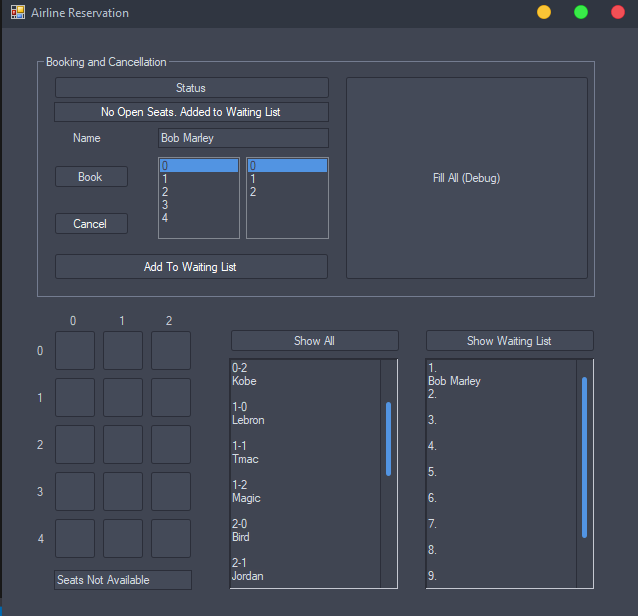 Airline Reservation
Booking and Cancellation
Status
No Open Seats. Added to Waiting List
Name
Bob Marley
Fill All (Debug)
Book
0
1
2
3
4
0
1
2
Cancel
Add To Waiting List
0 1 2
0
1
2
3
4
Seats Not Available
Show All
0-2
Kobe
1-0
Lebron
1-1
Tmac
1-2
Magic
2-0
Bird
2-1
Jordan
Show Waiting List
1.
Bob Marley
2.
3.
4.
5.
6.
7.
8.
9.